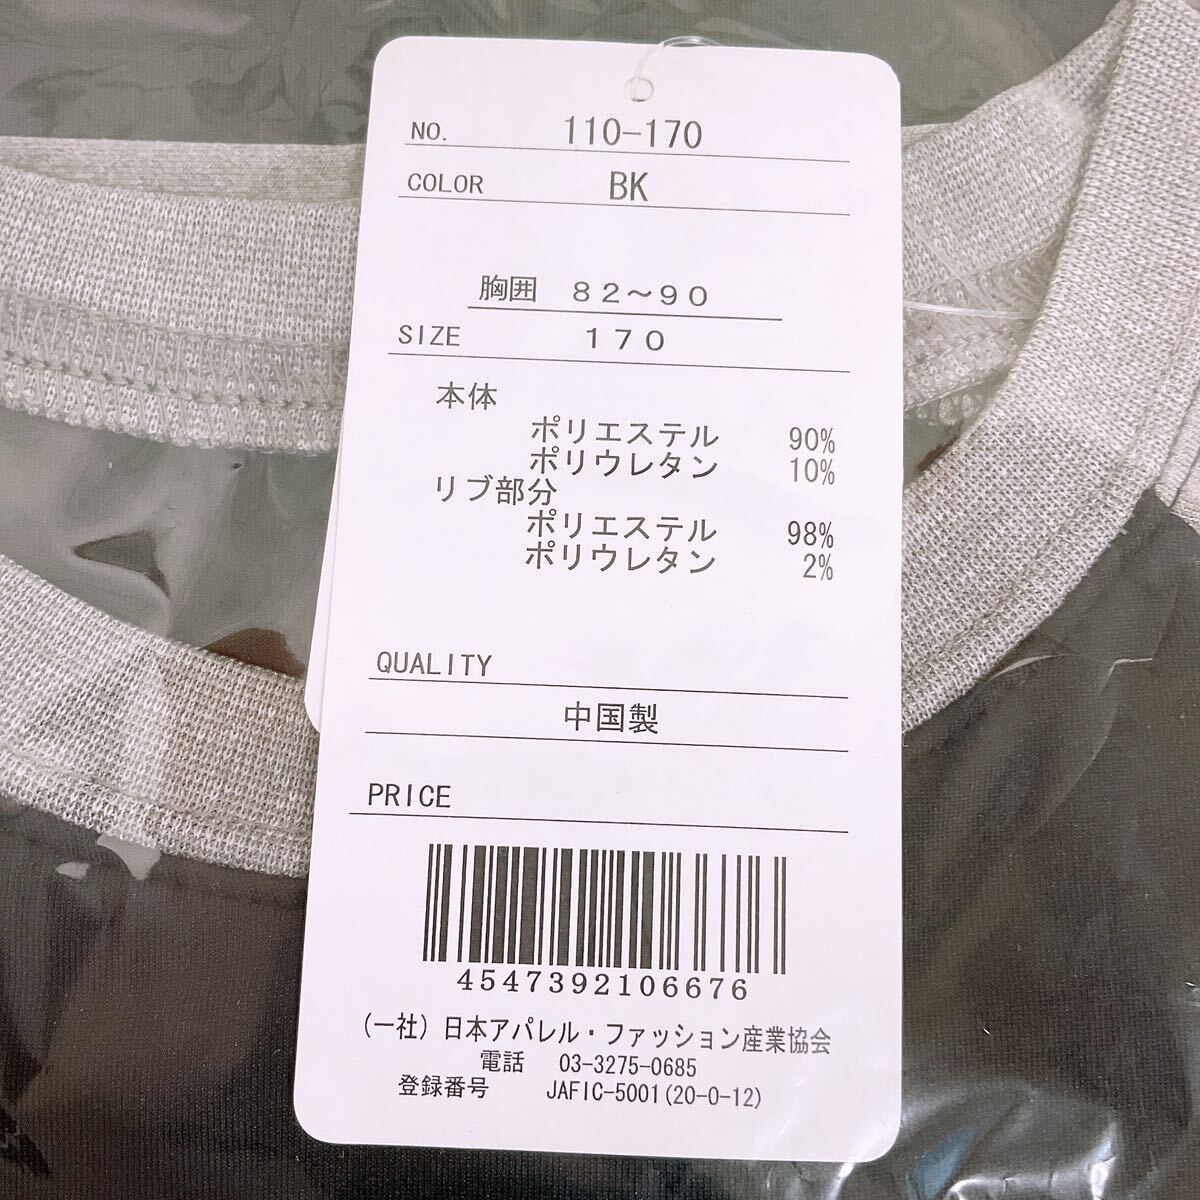 NO. 110-170
COLOR BK
胸囲 82～90
SIZE 170
本体
ポリエステル 90%
ポリウレタン 10%
リブ部分
ポリエステル 98%
ポリウレタン 2%
QUALITY
中国製
PRICE
4547392106676
(一社)日本アパレル・ファッション産業協会
電話 03-3275-0685
登録番号 JAFIC-5001(20-0-12)